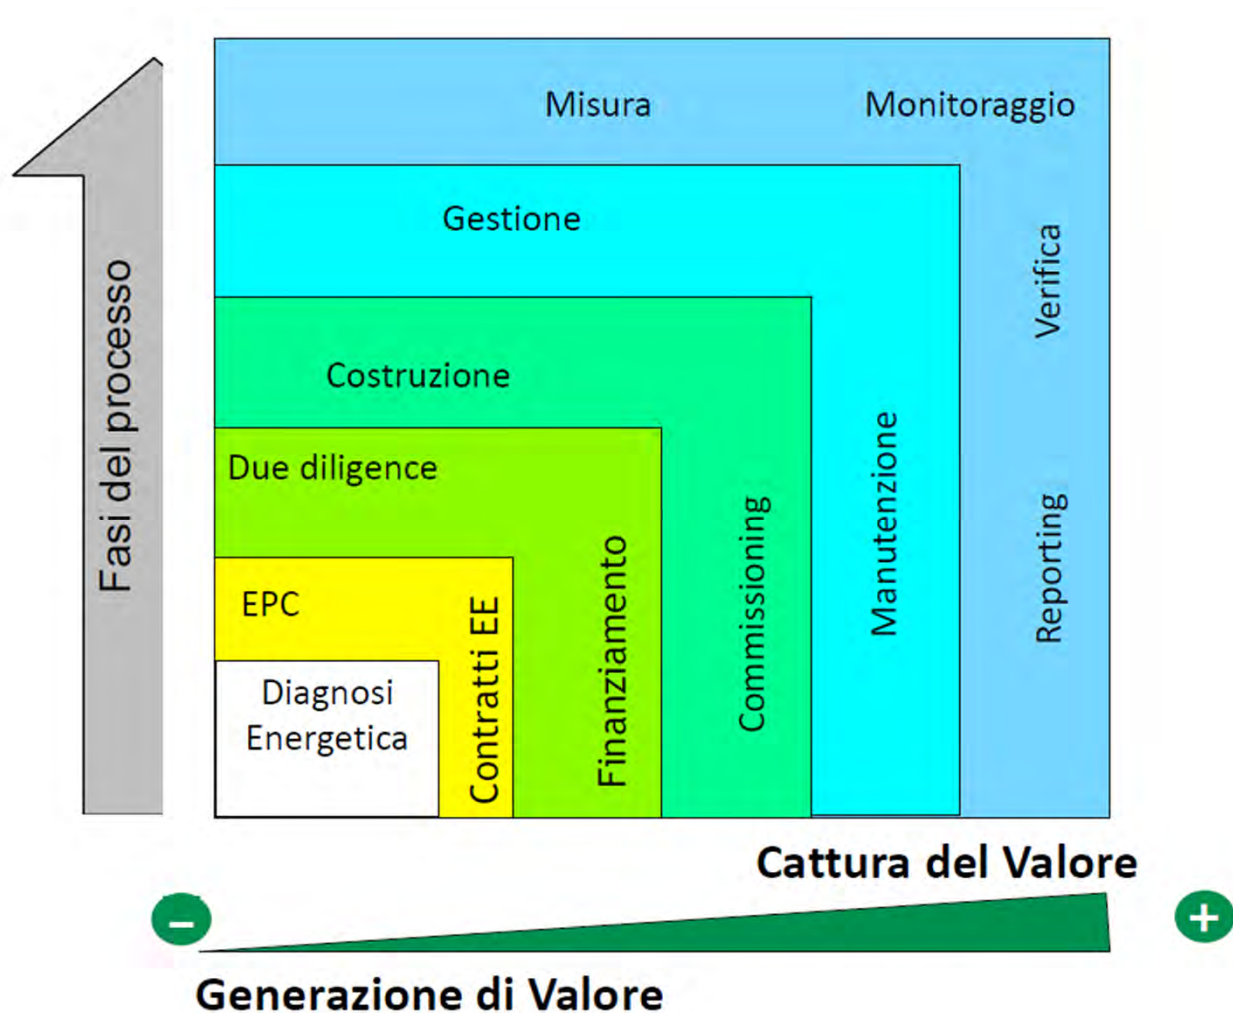 Misura
Monitoraggio
Gestione
Verifica
Costruzione
Due diligence
Manutenzione
Reporting
Commissioning
Finanziamento
EPC
Contratti EE
Diagnosi
Energetica
Fasi del processo
Cattura del Valore
–
+
Generazione di Valore